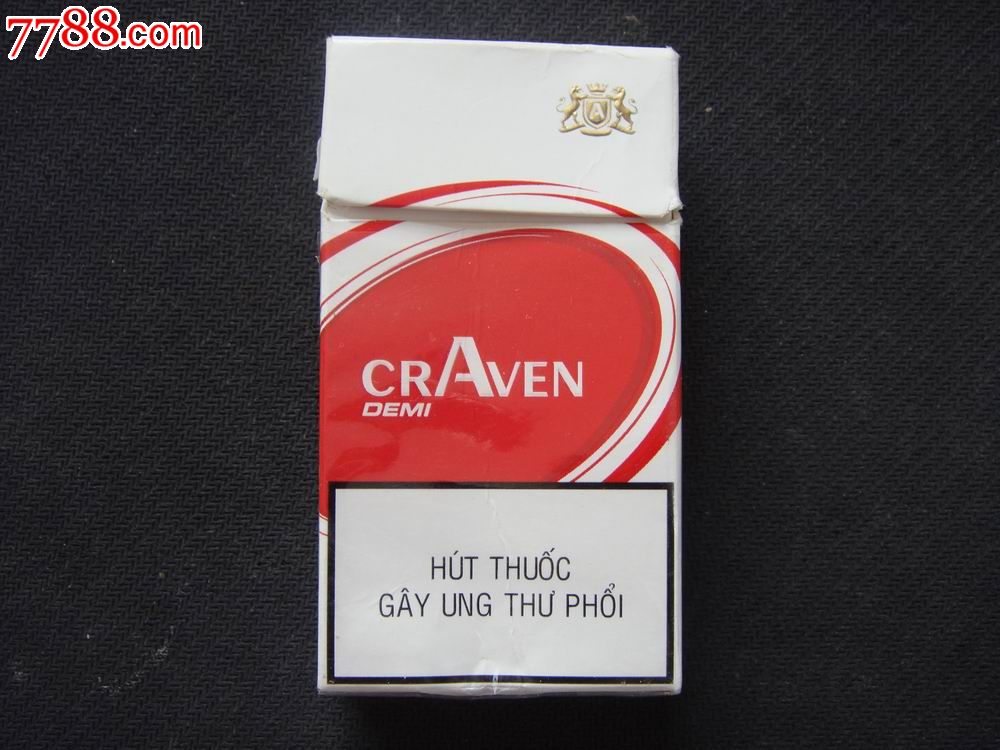 7788.com
A
CRAVEN
DEMI
HÚT THUỐC
GÂY UNG THƯ PHỔI